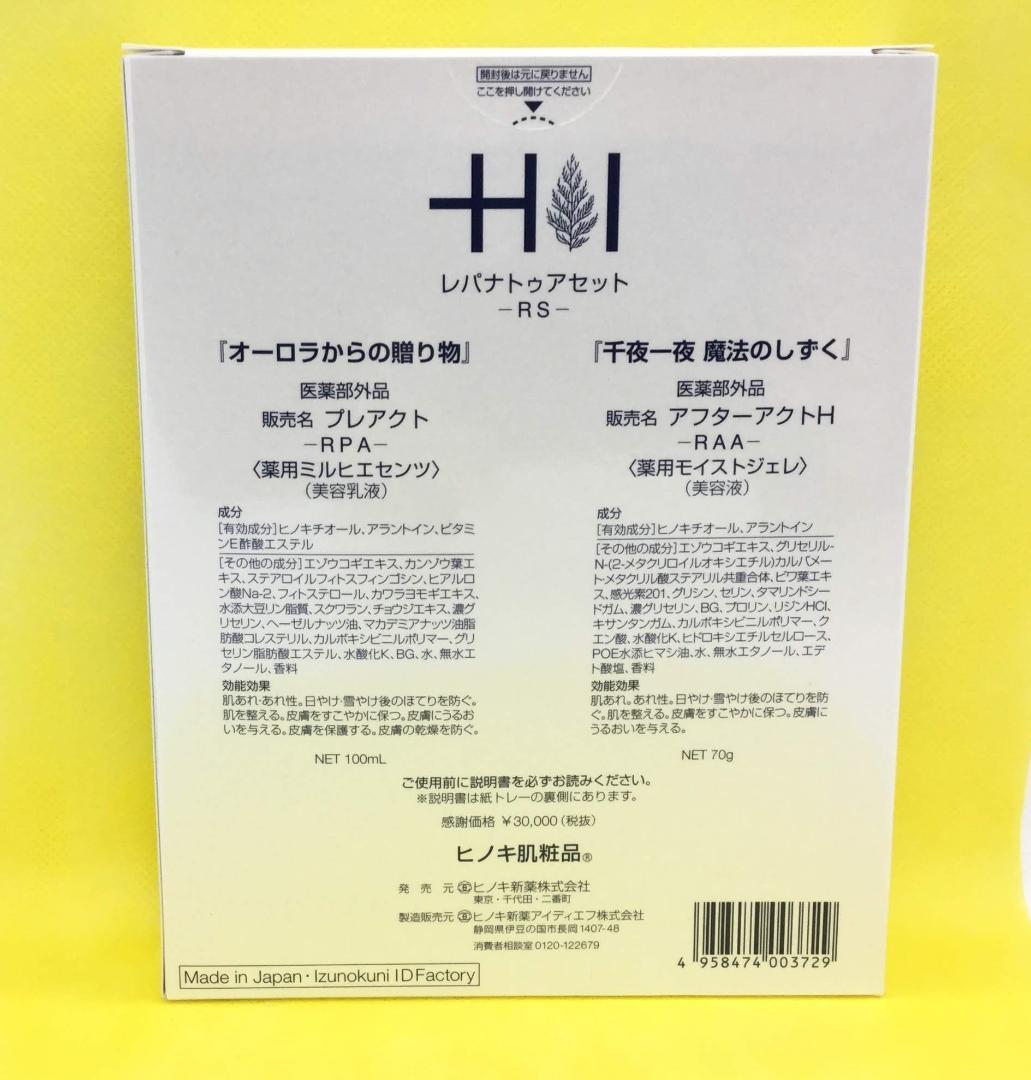 開封後は元に戻りません
ここを押し開けてください
HI
レパナトゥアセット
−RS−
『オーロラからの贈り物』
医薬部外品
販売名 プレアクト
−RPA−
〈薬用ミルヒエセンツ〉
(美容乳液)
成分
[有効成分]ヒノキチオール、アラントイン、ビタミ
ンE酢酸エステル
[その他の成分]エゾウコギエキス、カンゾウ葉エ
キス、ステアロイルフィトスフィンゴシン、ヒアルロ
ン酸Na-2、フィトステロール、カワラヨモギエキス、
水添大豆リン脂質、スクワラン、チョウジエキス、濃グ
リセリン、ヘーゼルナッツ油、マカデミアナッツ油脂
肪酸コレステリル、カルボキシビニルポリマー、グリ
セリン脂肪酸エステル、水酸化K、BG、水、無水エ
タノール、香料
効能効果
肌あれ・あれ性。日やけ・雪やけ後のほてりを防ぐ。
肌を整える。皮膚をすこやかに保つ。皮膚にうるお
いを与える。皮膚を保護する。皮膚の乾燥を防ぐ。
NET 100mL
『千夜一夜 魔法のしずく』
医薬部外品
販売名 アフターアクトH
−RAA−
〈薬用モイストジェレ〉
(美容液)
成分
[有効成分]ヒノキチオール、アラントイン
[その他の成分]エゾウコギエキス、グリセリル-
N-(2-メタクリロイルオキシエチル)カルバメー
ト・メタクリル酸ステアリル共重合体、ビワ葉エキ
ス、感光素201、グリシン、セリン、タマリンドシー
ドガム、濃グリセリン、BG、プロリン、リジンHCl、
キサンタンガム、カルボキシビニルポリマー、ク
エン酸、水酸化K、ヒドロキシエチルセルロース、
POE水添ヒマシ油、水、無水エタノール、エデ
ト酸塩、香料
効能効果
肌あれ。あれ性。日やけ・雪やけ後のほてりを防
ぐ。肌を整える。皮膚をすこやかに保つ。皮膚に
うるおいを与える。
NET 70g
ご使用前に説明書を必ずお読みください。
※説明書は紙トレーの裏側にあります。
感謝価格 ¥30,000(税抜)
ヒノキ肌粧品®
発売元 ヒノキ新薬株式会社
東京・千代田・二番町
製造販売元 ヒノキ新薬アイディエフ株式会社
静岡県伊豆の国市長岡1407-48
消費者相談室0120-122679
4 958474 003729
Made in Japan・Izunokuni ID Factory